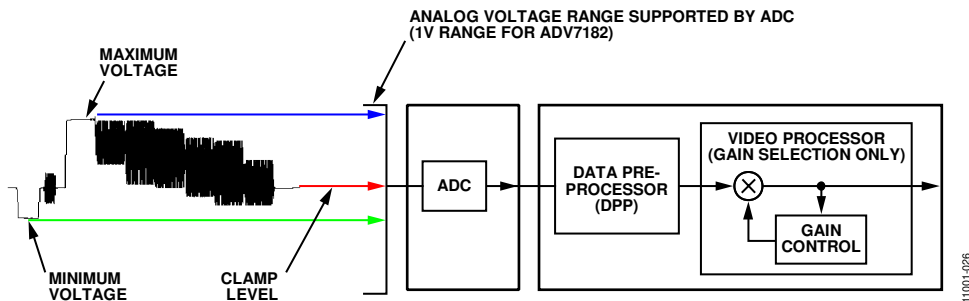 ANALOG VOLTAGE RANGE SUPPORTED BY ADC
(1V RANGE FOR ADV7182)
MAXIMUM
VOLTAGE
VIDEO PROCESSOR
(GAIN SELECTION ONLY)
ADC
DATA PRE-
PROCESSOR
(DPP)
GAIN
CONTROL
MINIMUM
VOLTAGE
CLAMP
LEVEL
11001-026